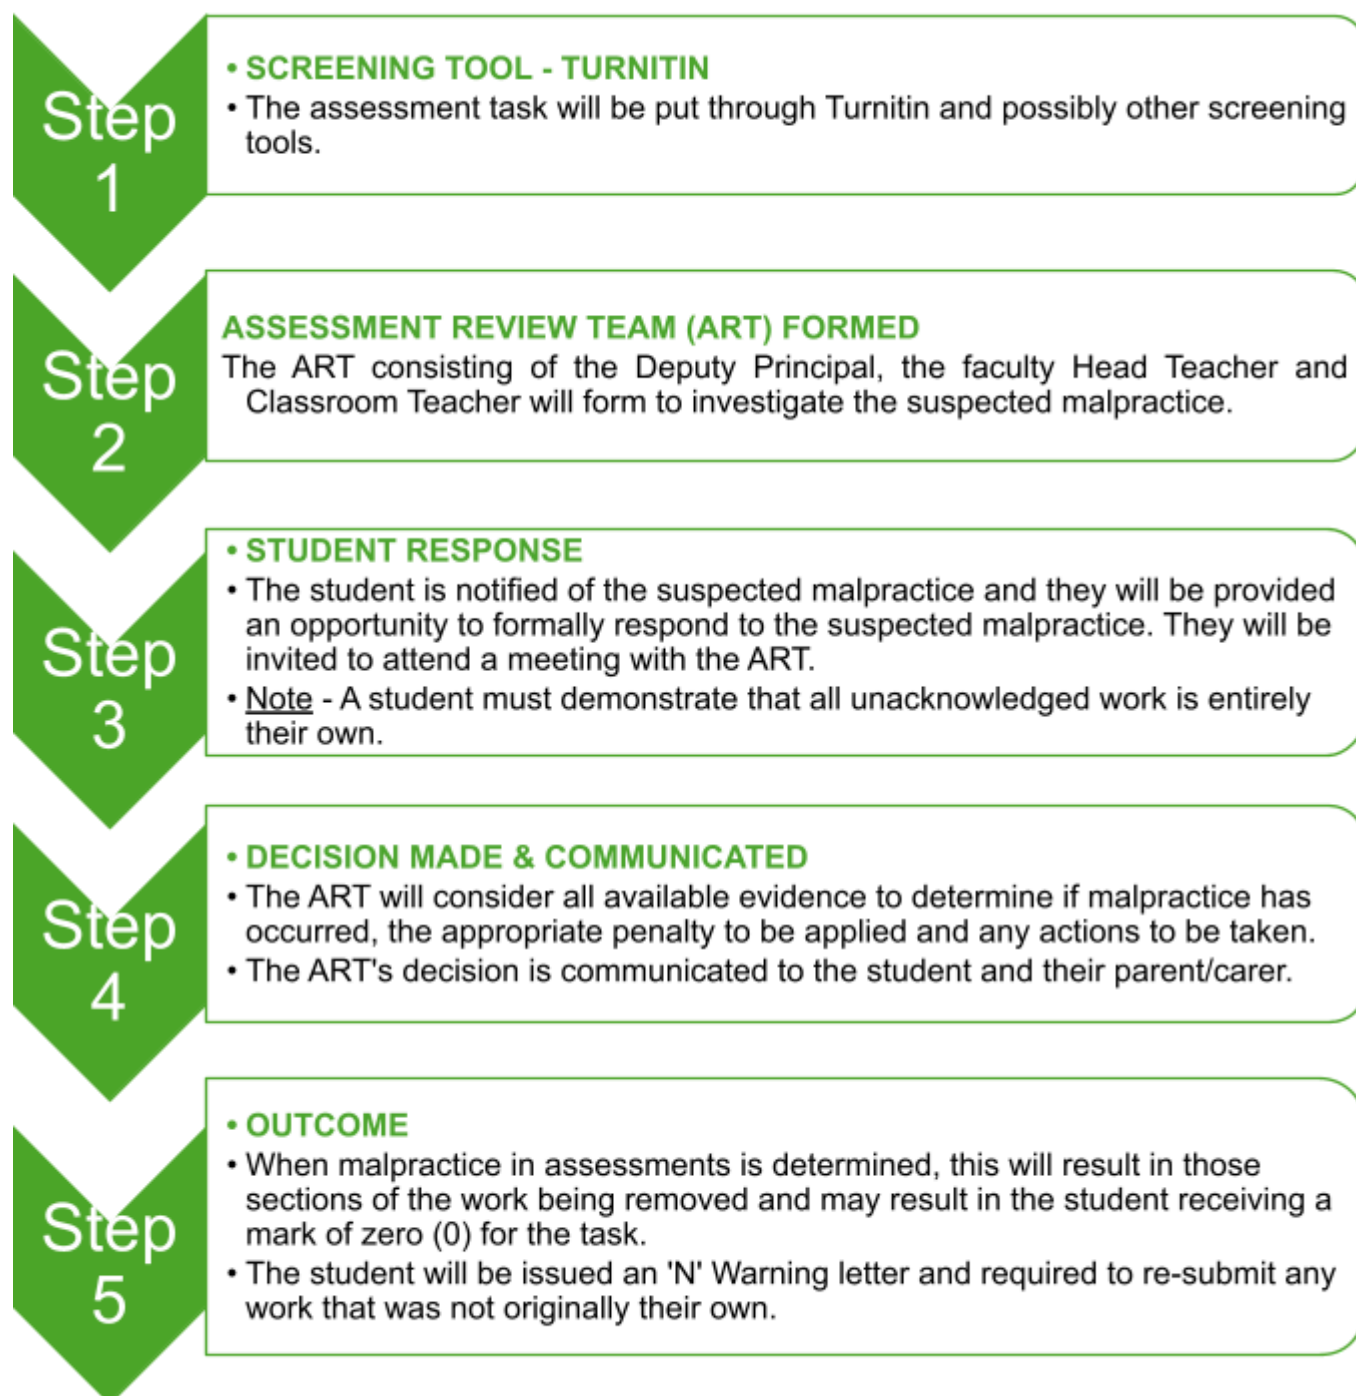 Step
1
• SCREENING TOOL - TURNITIN
• The assessment task will be put through Turnitin and possibly other screening
tools.
Step
2
ASSESSMENT REVIEW TEAM (ART) FORMED
The ART consisting of the Deputy Principal, the faculty Head Teacher and
Classroom Teacher will form to investigate the suspected malpractice.
Step
3
• STUDENT RESPONSE
• The student is notified of the suspected malpractice and they will be provided
an opportunity to formally respond to the suspected malpractice. They will be
invited to attend a meeting with the ART.
• Note - A student must demonstrate that all unacknowledged work is entirely
their own.
Step
4
• DECISION MADE & COMMUNICATED
• The ART will consider all available evidence to determine if malpractice has
occurred, the appropriate penalty to be applied and any actions to be taken.
• The ART's decision is communicated to the student and their parent/carer.
Step
5
• OUTCOME
• When malpractice in assessments is determined, this will result in those
sections of the work being removed and may result in the student receiving a
mark of zero (0) for the task.
• The student will be issued an 'N' Warning letter and required to re-submit any
work that was not originally their own.